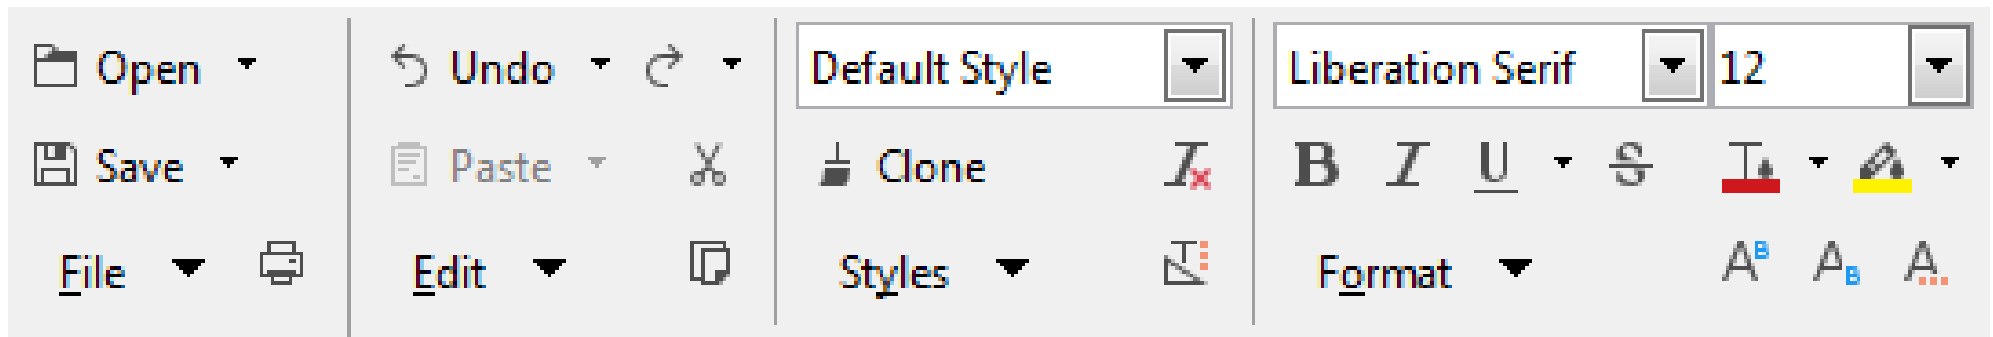 Open Undo Default Style Liberation Serif 12
Save Paste Clone B I U S
File Edit Styles Format